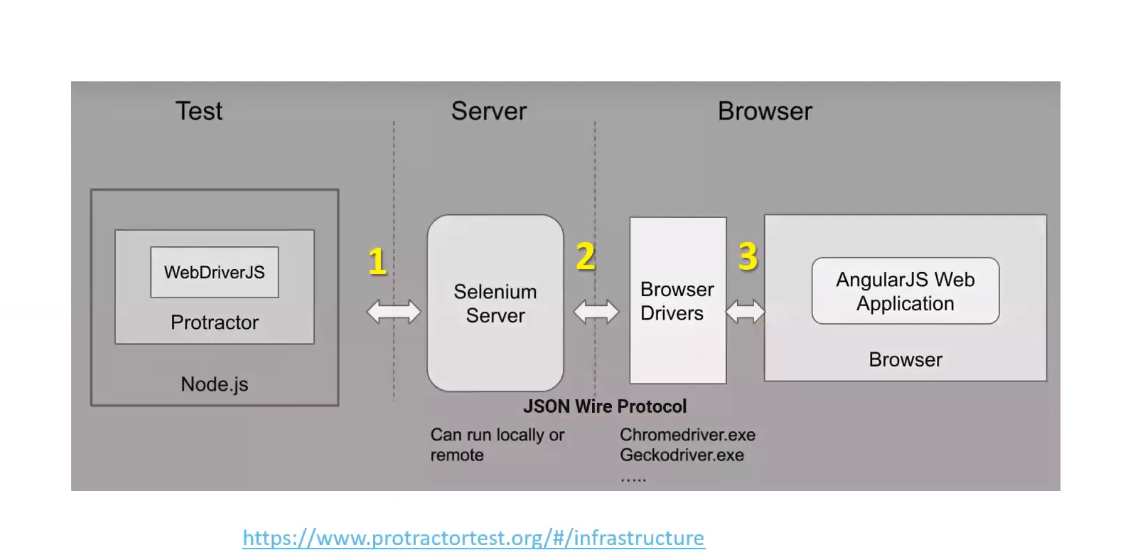 Test
Server
Browser
WebDriverJS
Protractor
Node.js
1
Selenium
Server
2
Browser
Drivers
3
AngularJS Web
Application
Browser
JSON Wire Protocol
Can run locally or
remote
Chromedriver.exe
Geckodriver.exe
.....
https://www.protractortest.org/#/infrastructure